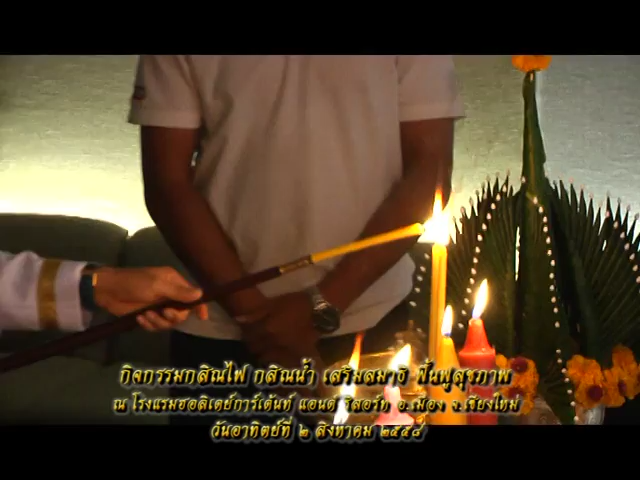 กิจกรรมกสิณไฟ กสิณน้ำ เสริมสมาธิ ฟื้นฟูสุขภาพ
ณ โรงแรมฮอลิเดย์การ์เด้นท์ แอนด์ รีสอร์ท อ.เมือง จ.เชียงใหม่
วันอาทิตย์ที่ ๒ สิงหาคม ๒๕๕๔